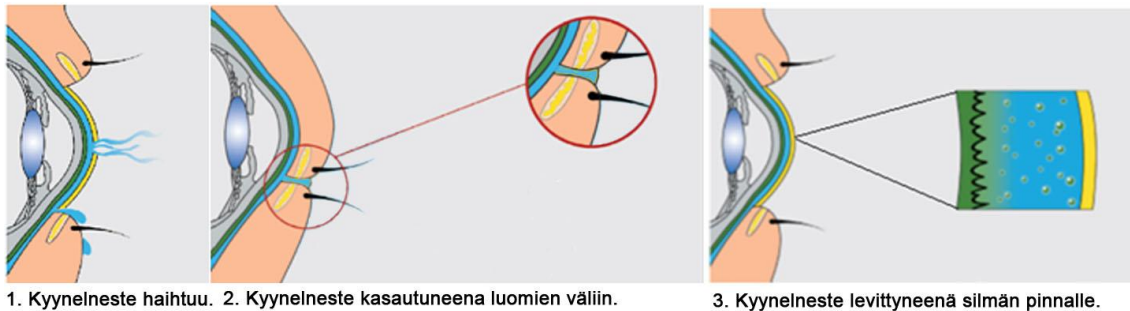 1. Kyynelneste haihtuu.
2. Kyynelneste kasautuneena luomien väliin.
3. Kyynelneste levittyneenä silmän pinnalle.